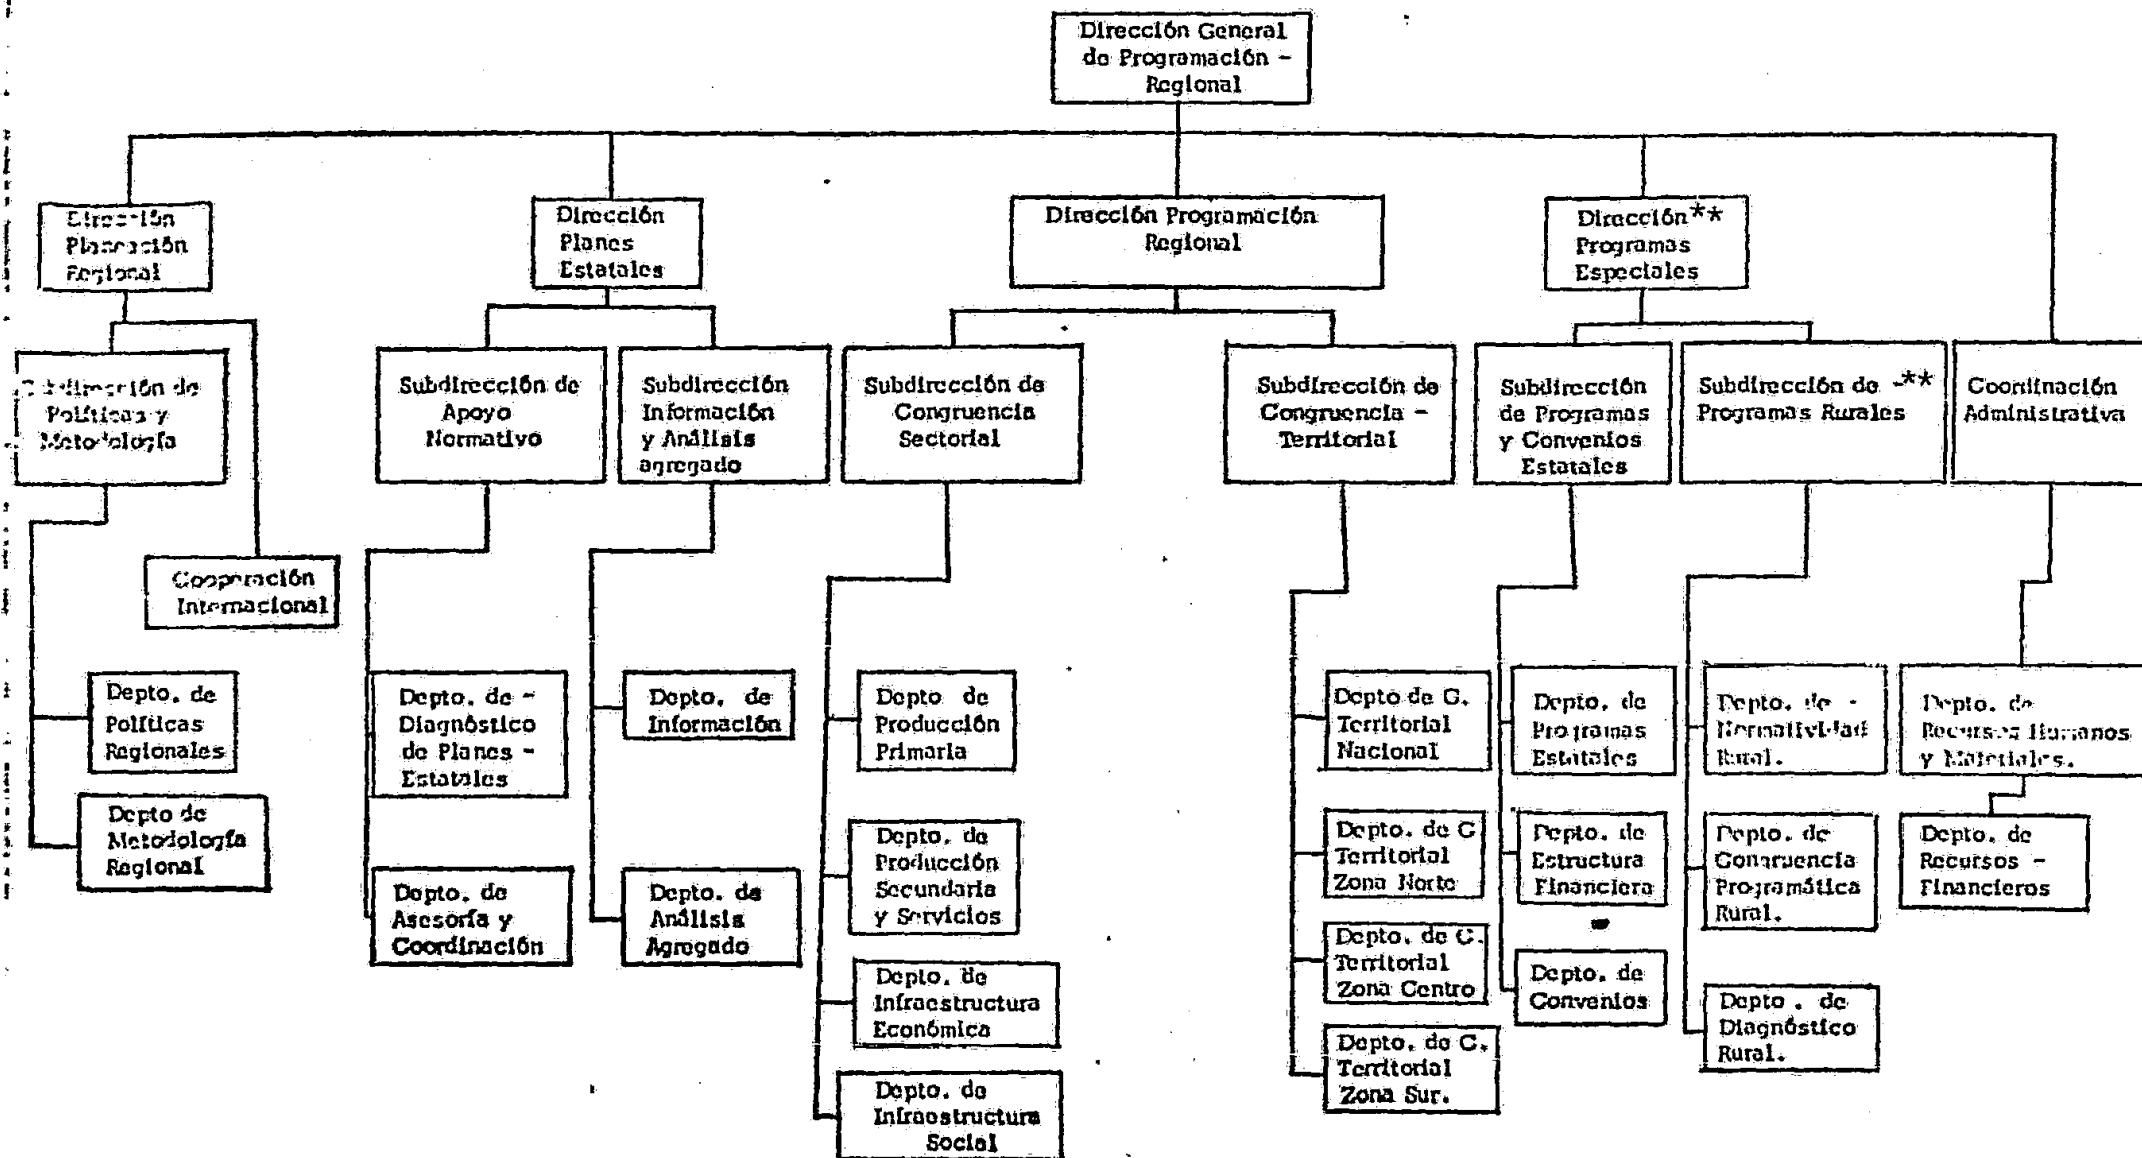 Dirección General
de Programación -
Regional
Dirección
Planeación
Regional
Dirección
Planes
Estatales
Dirección Programación
Regional
Dirección**
Programas
Especiales
Subdirección de
Políticas y
Metodología
Subdirección de
Apoyo
Normativo
Subdirección
Información
y Análisis
agregado
Subdirección de
Congruencia
Sectorial
Subdirección de
Congruencia -
Territorial
Subdirección
de Programas
y Convenios
Estatales
Subdirección de -**
Programas Rurales
Coordinación
Administrativa
Cooperación
Internacional
Depto. de
Políticas
Regionales
Depto de
Metodología
Regional
Depto. de -
Diagnóstico
de Planes -
Estatales
Depto. de
Asesoría y
Coordinación
Depto. de
Información
Depto. de
Análisis
Agregado
Depto de
Producción
Primaria
Depto. de
Producción
Secundaria
y Servicios
Depto. de
Infraestructura
Económica
Depto. de
Infraestructura
Social
Depto de C.
Territorial
Nacional
Depto. de C
Territorial
Zona Norte
Depto. de C.
Territorial
Zona Centro
Depto. de C.
Territorial
Zona Sur.
Depto. de
Programas
Estatales
Depto. de
Estructura
Financiera
Depto. de
Convenios
Depto. de -
Normatividad
Rural.
Depto. de
Congruencia
Programática
Rural.
Depto . de
Diagnóstico
Rural.
Depto. de
Recursos Humanos
y Materiales.
Depto. de
Recursos -
Financieros